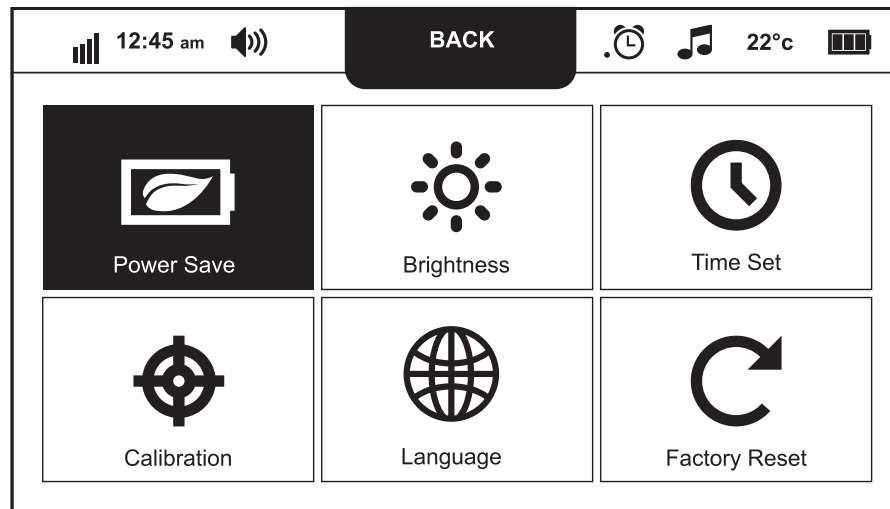 12:45 am
BACK
22°c
Power Save
Brightness
Time Set
Calibration
Language
Factory Reset